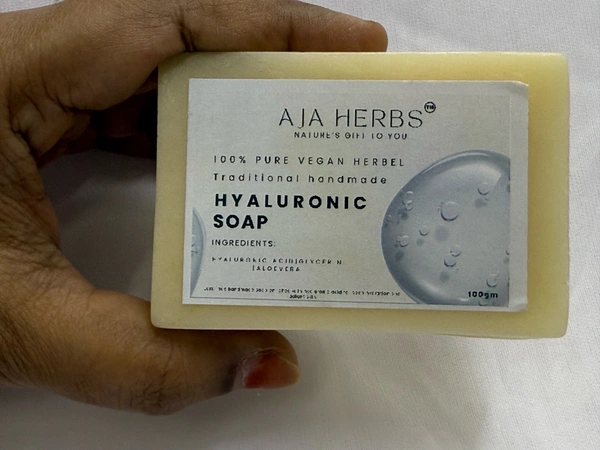 AJA HERBS™
NATURE'S GIFT TO YOU
100% PURE VEGAN HERBEL
Traditional handmade
HYALURONIC
SOAP
INGREDIENTS:
HYALURONIC ACID|GLYCERIN
|ALOEVERA
100gm